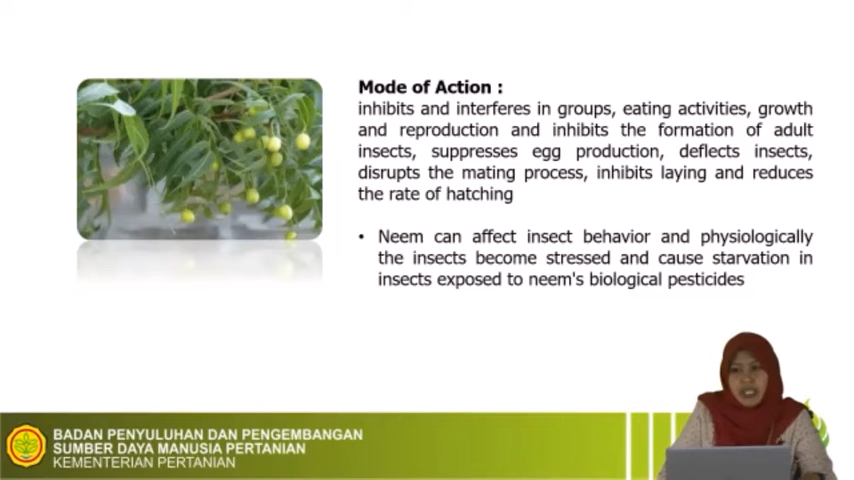 Mode of Action :
inhibits and interferes in groups, eating activities, growth
and reproduction and inhibits the formation of adult
insects, suppresses egg production, deflects insects,
disrupts the mating process, inhibits laying and reduces
the rate of hatching
• Neem can affect insect behavior and physiologically
the insects become stressed and cause starvation in
insects exposed to neem's biological pesticides
BADAN PENYULUHAN DAN PENGEMBANGAN
SUMBER DAYA MANUSIA PERTANIAN
KEMENTERIAN PERTANIAN